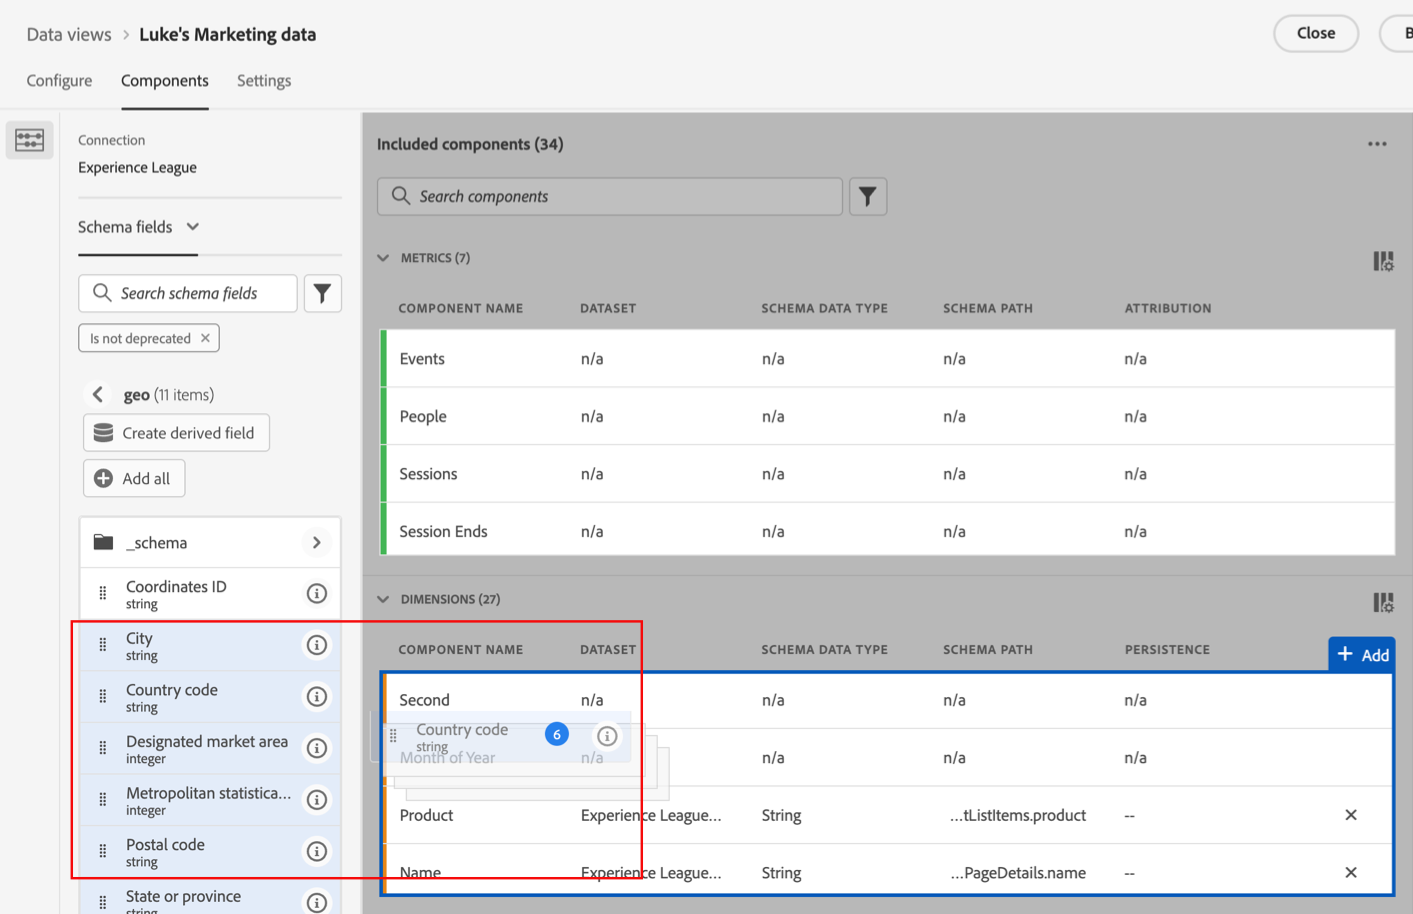 Data views > Luke's Marketing data
Close
B
Configure
Components
Settings
Connection
Experience League
Schema fields
Search schema fields
Is not deprecated ×
geo (11 items)
Create derived field
Add all
_schema
Coordinates ID
string
City
string
Country code
string
Designated market area
integer
Metropolitan statistica...
integer
Postal code
string
State or province
string
Included components (34)
Search components
METRICS (7)
COMPONENT NAME DATASET SCHEMA DATA TYPE SCHEMA PATH ATTRIBUTION
Events n/a n/a n/a n/a
People n/a n/a n/a n/a
Sessions n/a n/a n/a n/a
Session Ends n/a n/a n/a n/a
DIMENSIONS (27)
COMPONENT NAME DATASET SCHEMA DATA TYPE SCHEMA PATH PERSISTENCE
+ Add
Second n/a n/a n/a n/a
Country code 6
string
Month of Year n/a n/a n/a n/a
Product Experience League... String ...tListItems.product --
Name Experience League... String ...PageDetails.name --